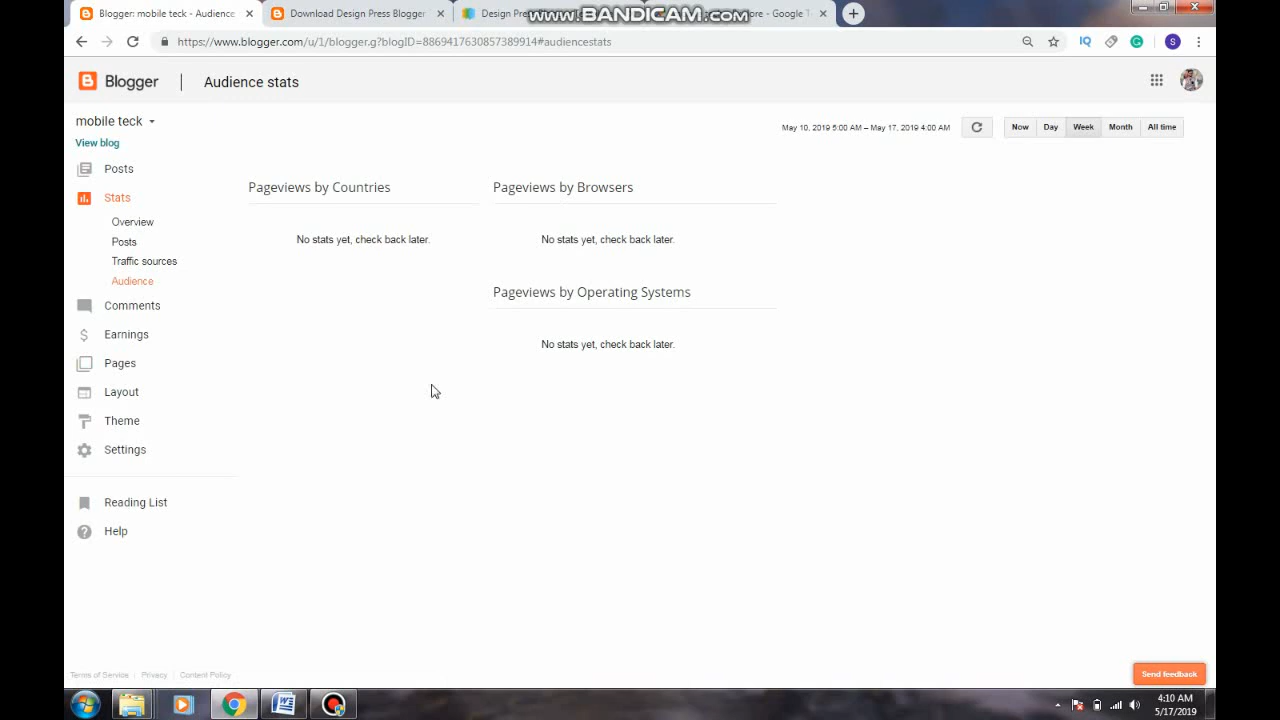 Blogger: mobile teck - Audience
Download Design Press Blogger
Design Pre
ore - Google T
www.BANDICAM.com
https://www.blogger.com/u/1/blogger.g?blogID=8869417630857389914#audiencestats
IQ
S
Blogger
Audience stats
mobile teck
View blog
May 10, 2019 5:00 AM – May 17, 2019 4:00 AM
Now
Day
Week
Month
All time
Posts
Stats
Overview
Posts
Traffic sources
Audience
Comments
Earnings
Pages
Layout
Theme
Settings
Reading List
Help
Pageviews by Countries
No stats yet, check back later.
Pageviews by Browsers
No stats yet, check back later.
Pageviews by Operating Systems
No stats yet, check back later.
Terms of Service
Privacy
Content Policy
Send feedback
4:10 AM
5/17/2019